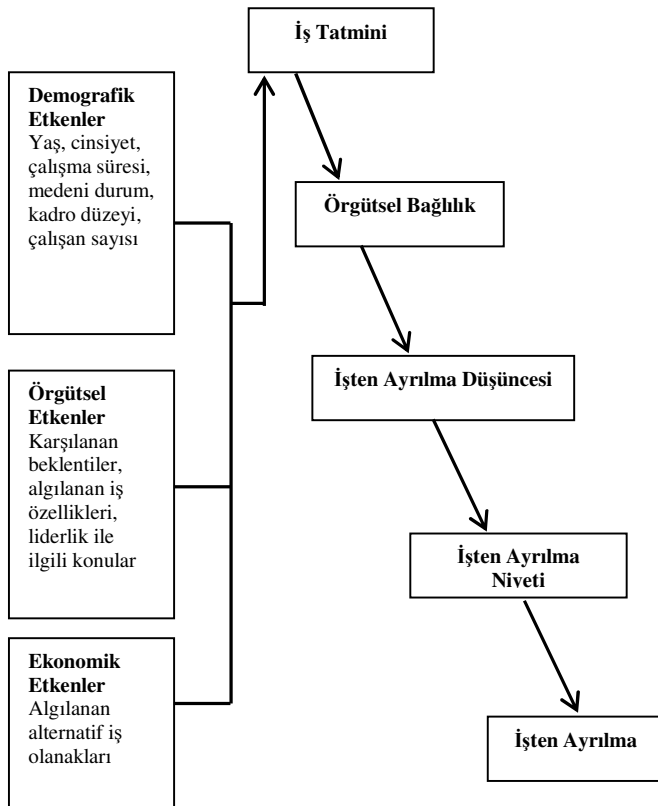 İş Tatmini
Demografik
Etkenler
Yaş, cinsiyet,
çalışma süresi,
medeni durum,
kadro düzeyi,
çalışan sayısı
Örgütsel Bağlılık
İşten Ayrılma Düşüncesi
Örgütsel
Etkenler
Karşılanan
beklentiler,
algılanan iş
özellikleri,
liderlik ile
ilgili konular
İşten Ayrılma
Niveti
Ekonomik
Etkenler
Algılanan
alternatif iş
olanakları
İşten Ayrılma